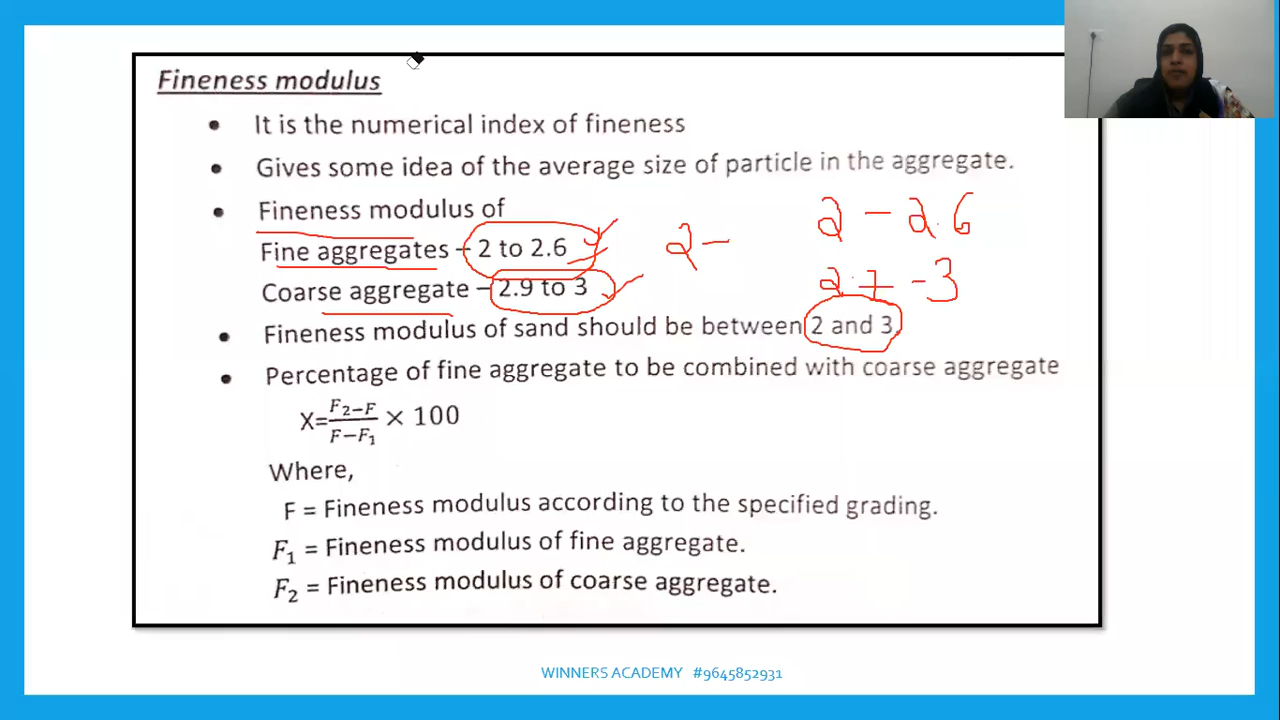 Fineness modulus
• It is the numerical index of fineness
• Gives some idea of the average size of particle in the aggregate.
• Fineness modulus of
Fine aggregates – 2 to 2.6 2 – 2 – 2.6
Coarse aggregate – 2.9 to 3 2.7 – 3
• Fineness modulus of sand should be between 2 and 3.
• Percentage of fine aggregate to be combined with coarse aggregate
X=\frac{F₂–F}{F–F₁} × 100
Where,
F = Fineness modulus according to the specified grading.
F₁ = Fineness modulus of fine aggregate.
F₂ = Fineness modulus of coarse aggregate.
WINNERS ACADEMY #9645852931